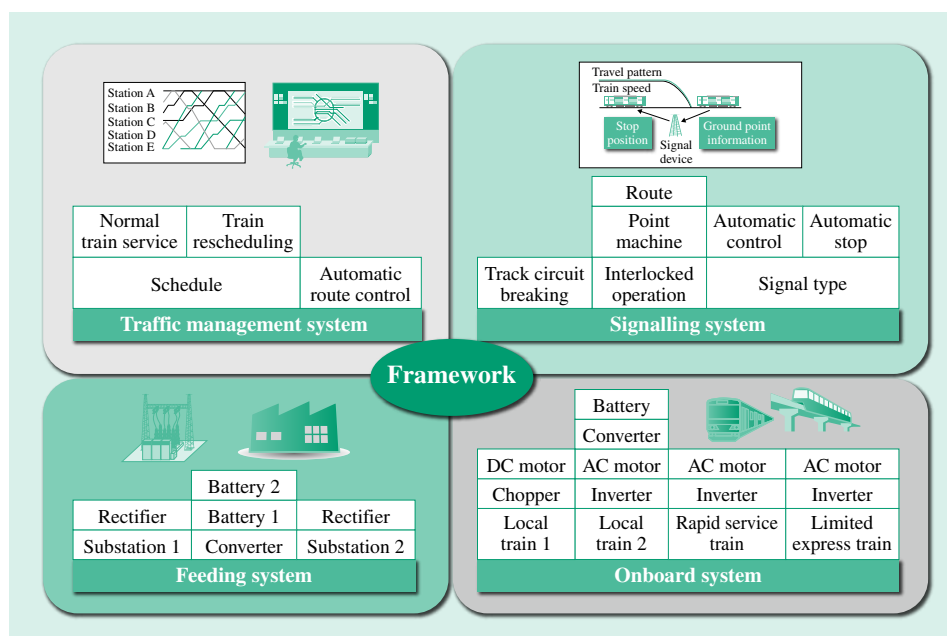 Station A
Station B
Station C
Station D
Station E
Normal
train service
Train
rescheduling
Schedule
Automatic
route control
Traffic management system
Travel pattern
Train speed
Stop
position
Signal
device
Ground point
information
Route
Point
machine
Automatic
control
Automatic
stop
Track circuit
breaking
Interlocked
operation
Signal type
Signalling system
Framework
Battery 2
Rectifier
Battery 1
Rectifier
Substation 1
Converter
Substation 2
Feeding system
Battery
Converter
DC motor
AC motor
AC motor
AC motor
Chopper
Inverter
Inverter
Inverter
Local
train 1
Local
train 2
Rapid service
train
Limited
express train
Onboard system